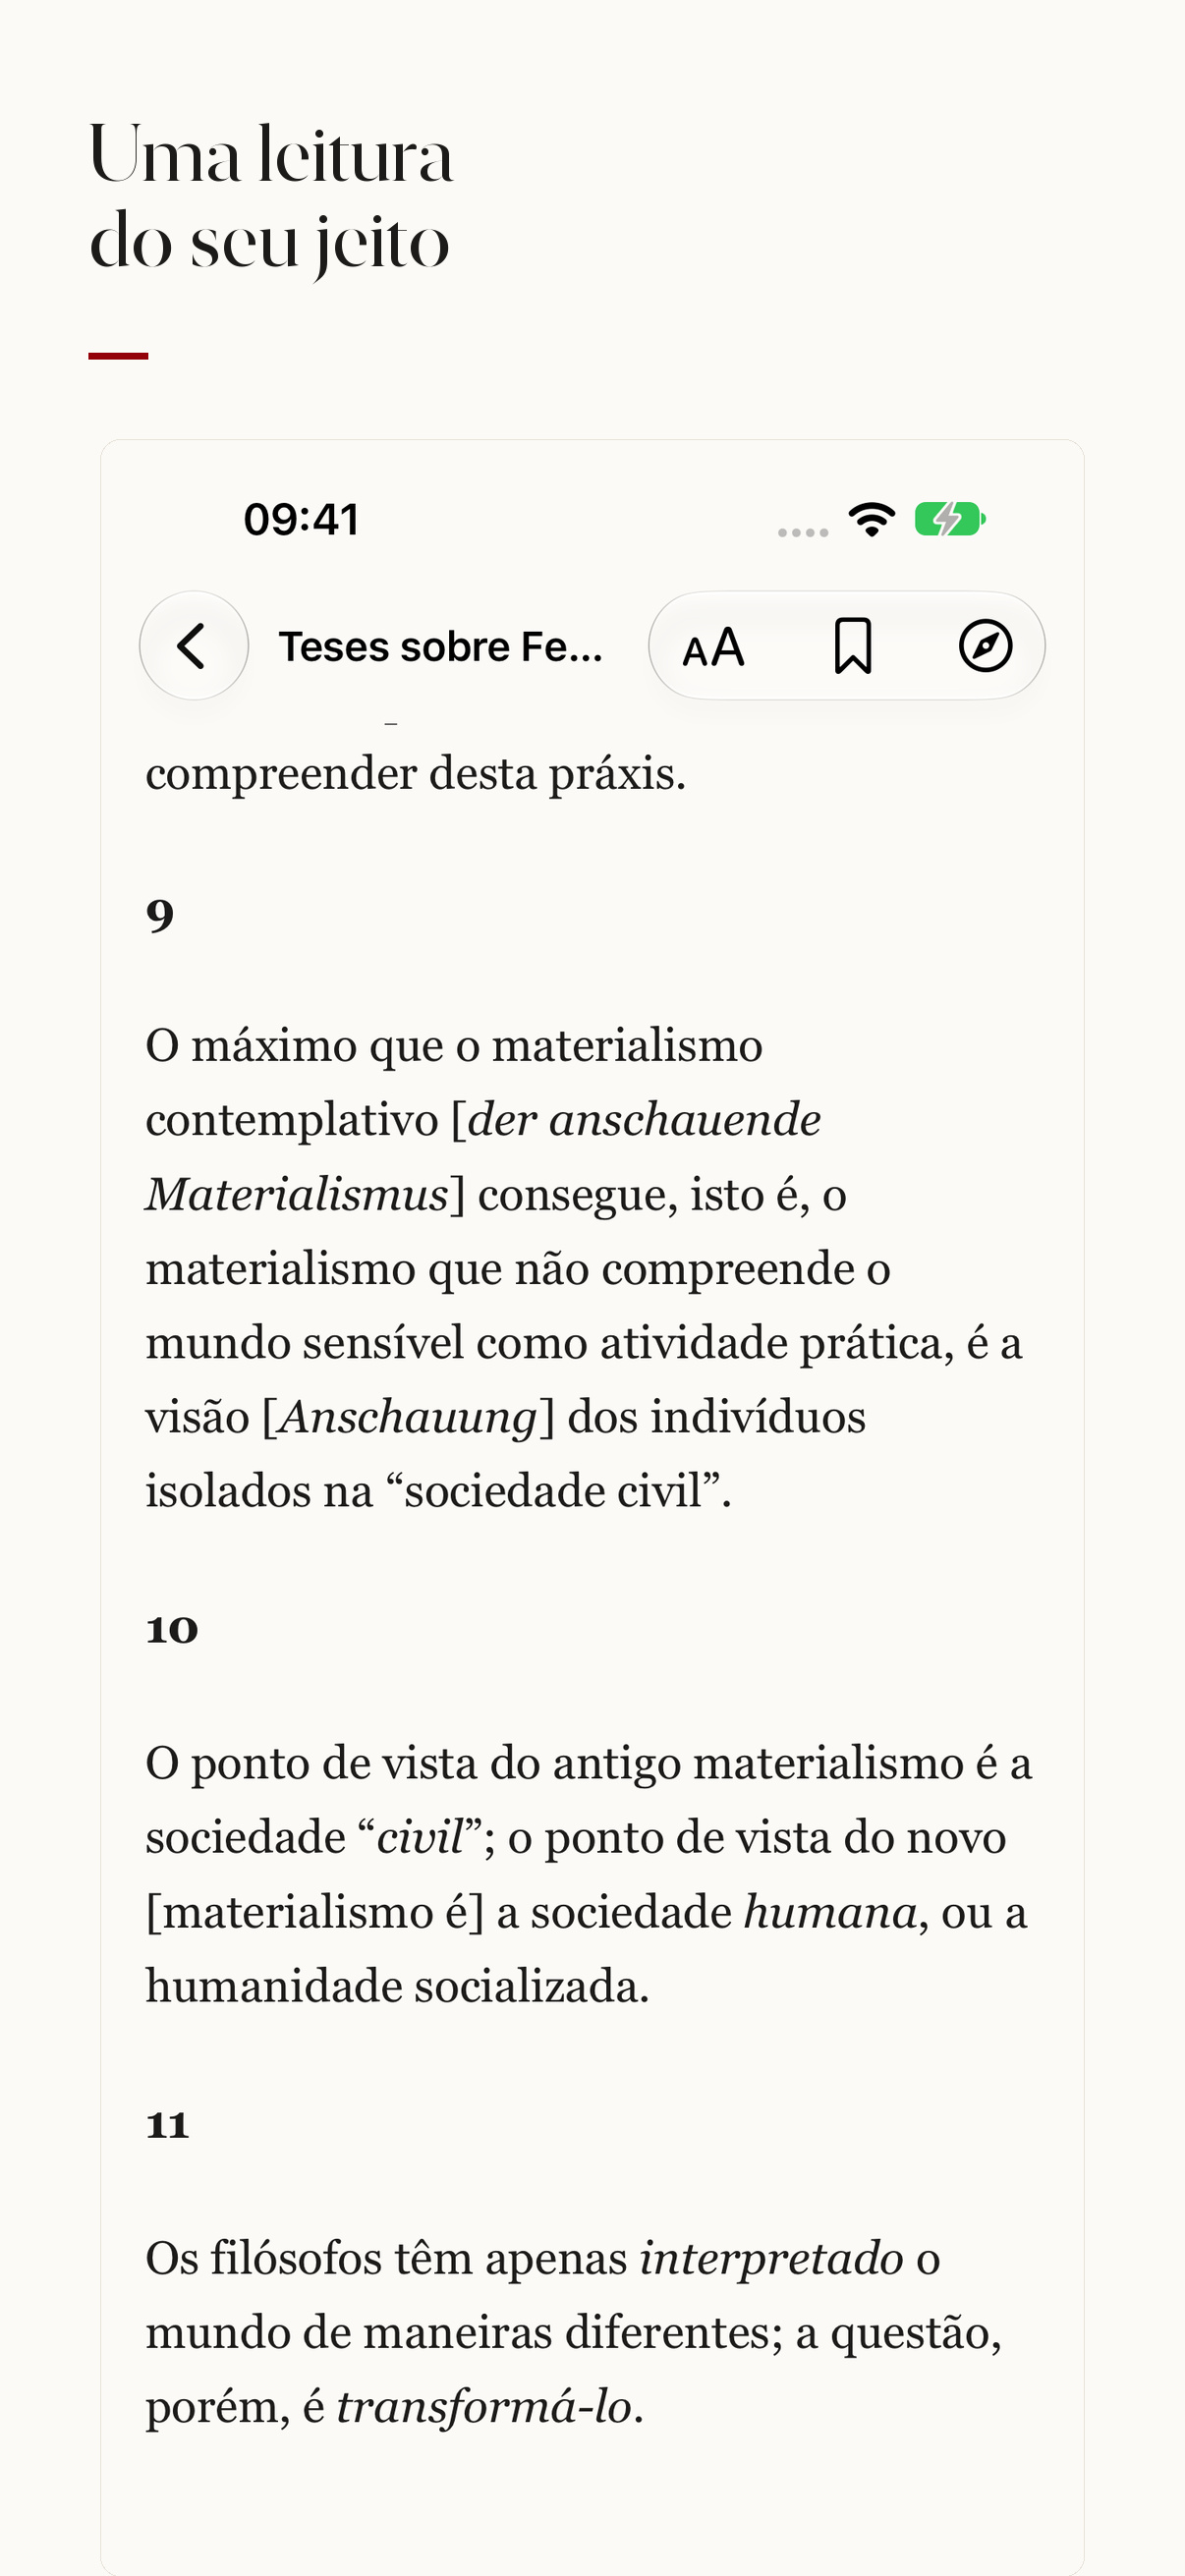 Uma leitura
do seu jeito
09:41
Teses sobre Fe...
AA
compreender desta práxis.
9
O máximo que o materialismo
contemplativo [der anschauende
Materialismus] consegue, isto é, o
materialismo que não compreende o
mundo sensível como atividade prática, é a
visão [Anschauung] dos indivíduos
isolados na “sociedade civil”.
10
O ponto de vista do antigo materialismo é a
sociedade “civil”; o ponto de vista do novo
[materialismo é] a sociedade humana, ou a
humanidade socializada.
11
Os filósofos têm apenas interpretado o
mundo de maneiras diferentes; a questão,
porém, é transformá-lo.